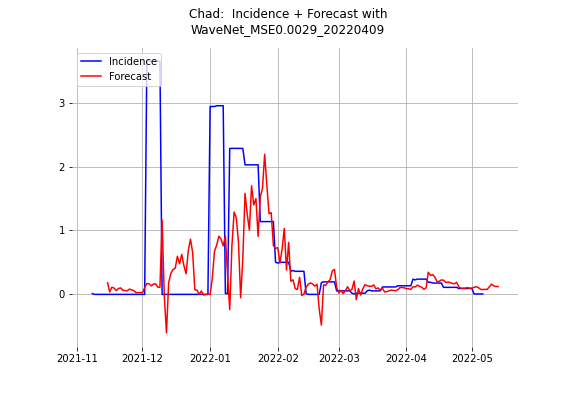 Chad:  Incidence + Forecast with
WaveNet_MSE0.0029_20220409
Incidence
Forecast
3
2
1
0
2021-11
2021-12
2022-01
2022-02
2022-03
2022-04
2022-05